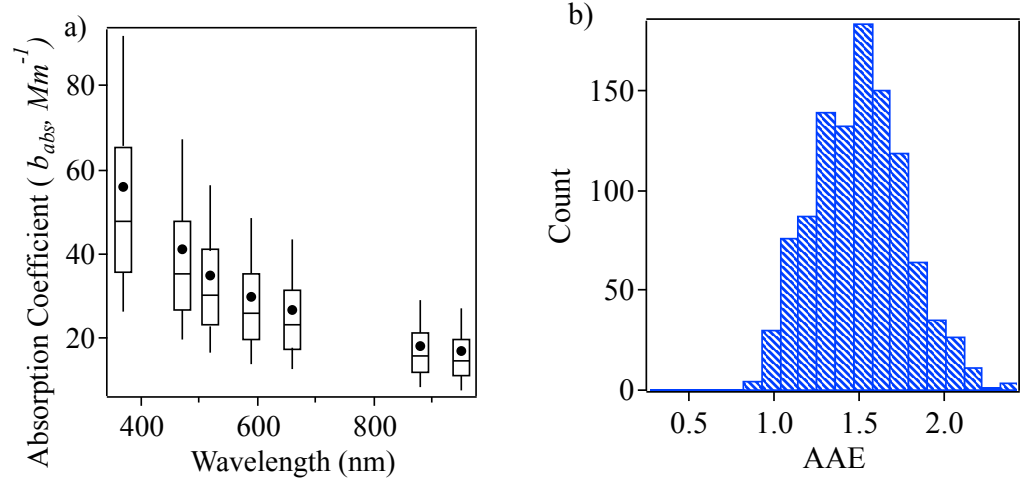 a)
Absorption Coefficient ( b_abs, Mm^-1 )
80
60
40
20
400
600
800
Wavelength (nm)
b)
Count
150
100
50
0
0.5
1.0
1.5
2.0
AAE